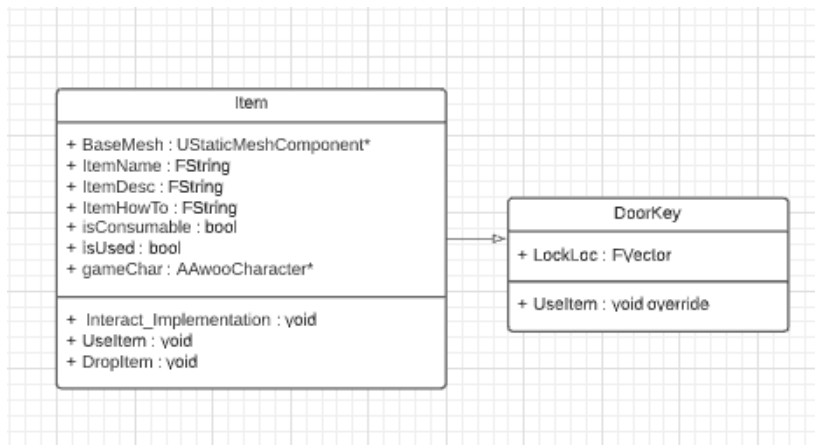 Item
+ BaseMesh : UStaticMeshComponent*
+ ItemName : FString
+ ItemDesc : FString
+ ItemHowTo : FString
+ isConsumable : bool
+ isUsed : bool
+ gameChar : AAwooCharacter*
+ Interact_Implementation : void
+ UseItem : void
+ DropItem : void
DoorKey
+ LockLoc : FVector
+ UseItem : void override